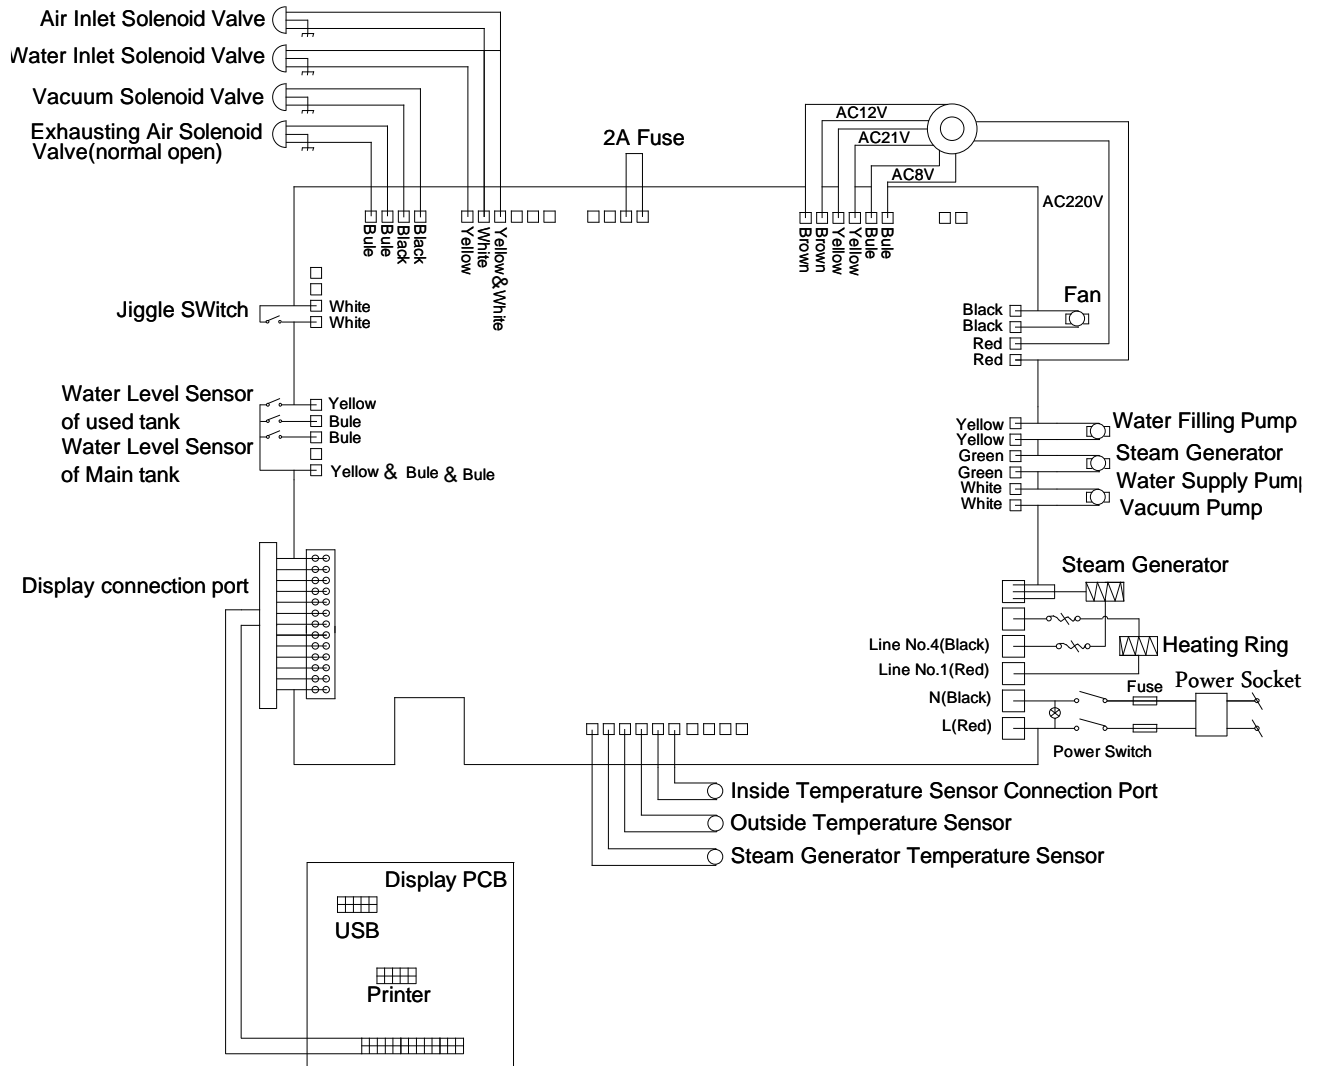 Air Inlet Solenoid Valve
Water Inlet Solenoid Valve
Vacuum Solenoid Valve
Exhausting Air Solenoid
Valve(normal open)
2A Fuse
AC12V
AC21V
AC8V
AC220V
Bule
Bule
Black
Black
Yellow
White
Yellow&White
Brown
Brown
Yellow
Yellow
Bule
Bule
Jiggle SWitch
White
White
Fan
Black
Black
Red
Red
Water Level Sensor
of used tank
Water Level Sensor
of Main tank
Yellow
Bule
Bule
Yellow & Bule & Bule
Yellow
Yellow
Green
Green
White
White
Water Filling Pump
Steam Generator
Water Supply Pump
Vacuum Pump
Display connection port
Steam Generator
Line No.4(Black)
Heating Ring
Line No.1(Red)
N(Black)
Fuse
Power Socket
L(Red)
Power Switch
Inside Temperature Sensor Connection Port
Outside Temperature Sensor
Steam Generator Temperature Sensor
Display PCB
USB
Printer